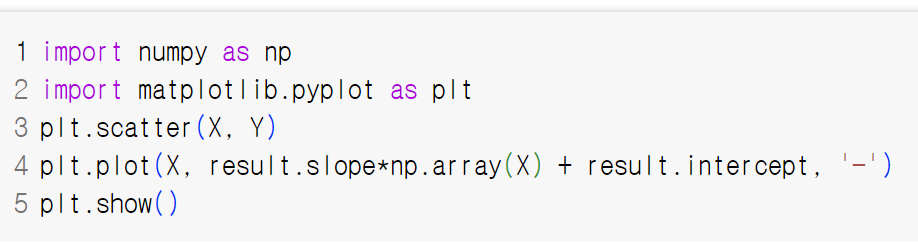 1 import numpy as np
2 import matplotlib.pyplot as plt
3 plt.scatter(X, Y)
4 plt.plot(X, result.slope*np.array(X) + result.intercept, '-')
5 plt.show()